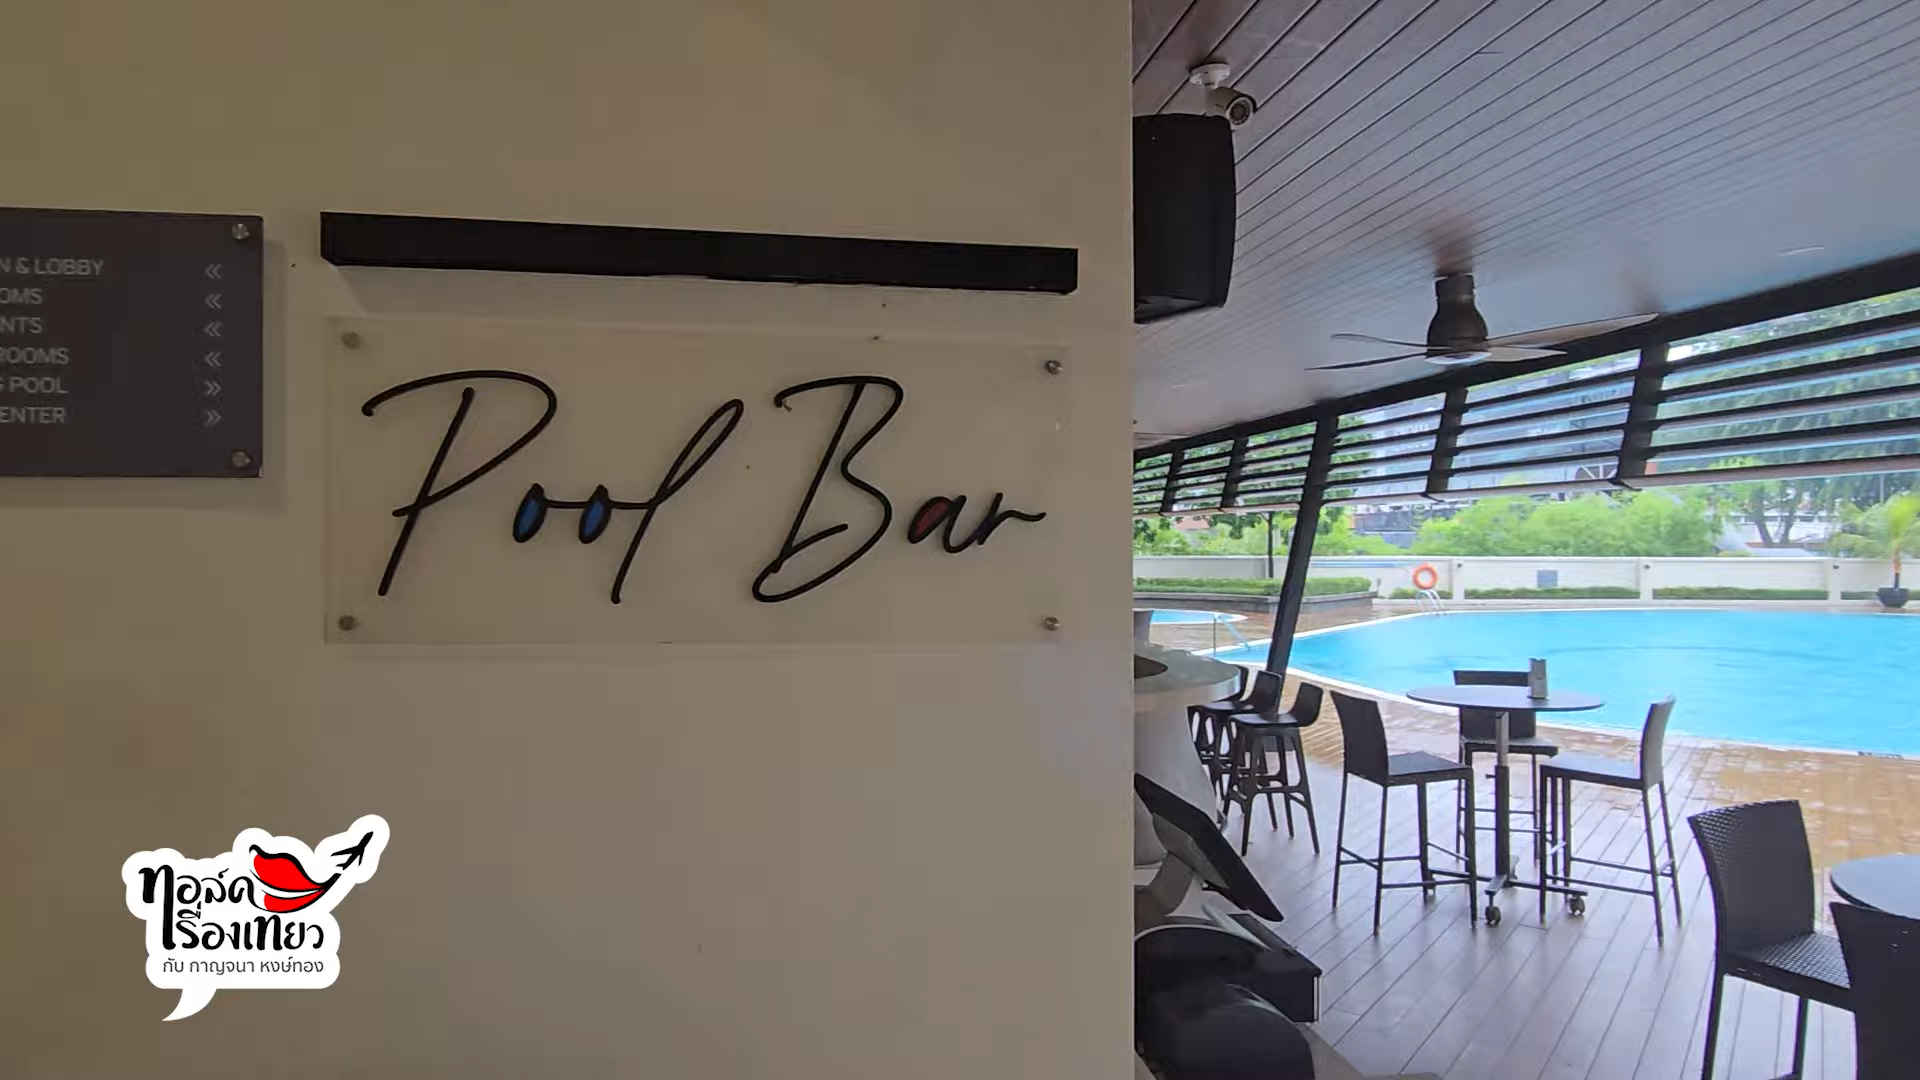 N & LOBBY «
OMS «
NTS «
ROOMS «
G POOL »
ENTER »
Pool Bar
ทอล์ค
เรื่องเที่ยว
กับ กาญจนา หงษ์ทอง